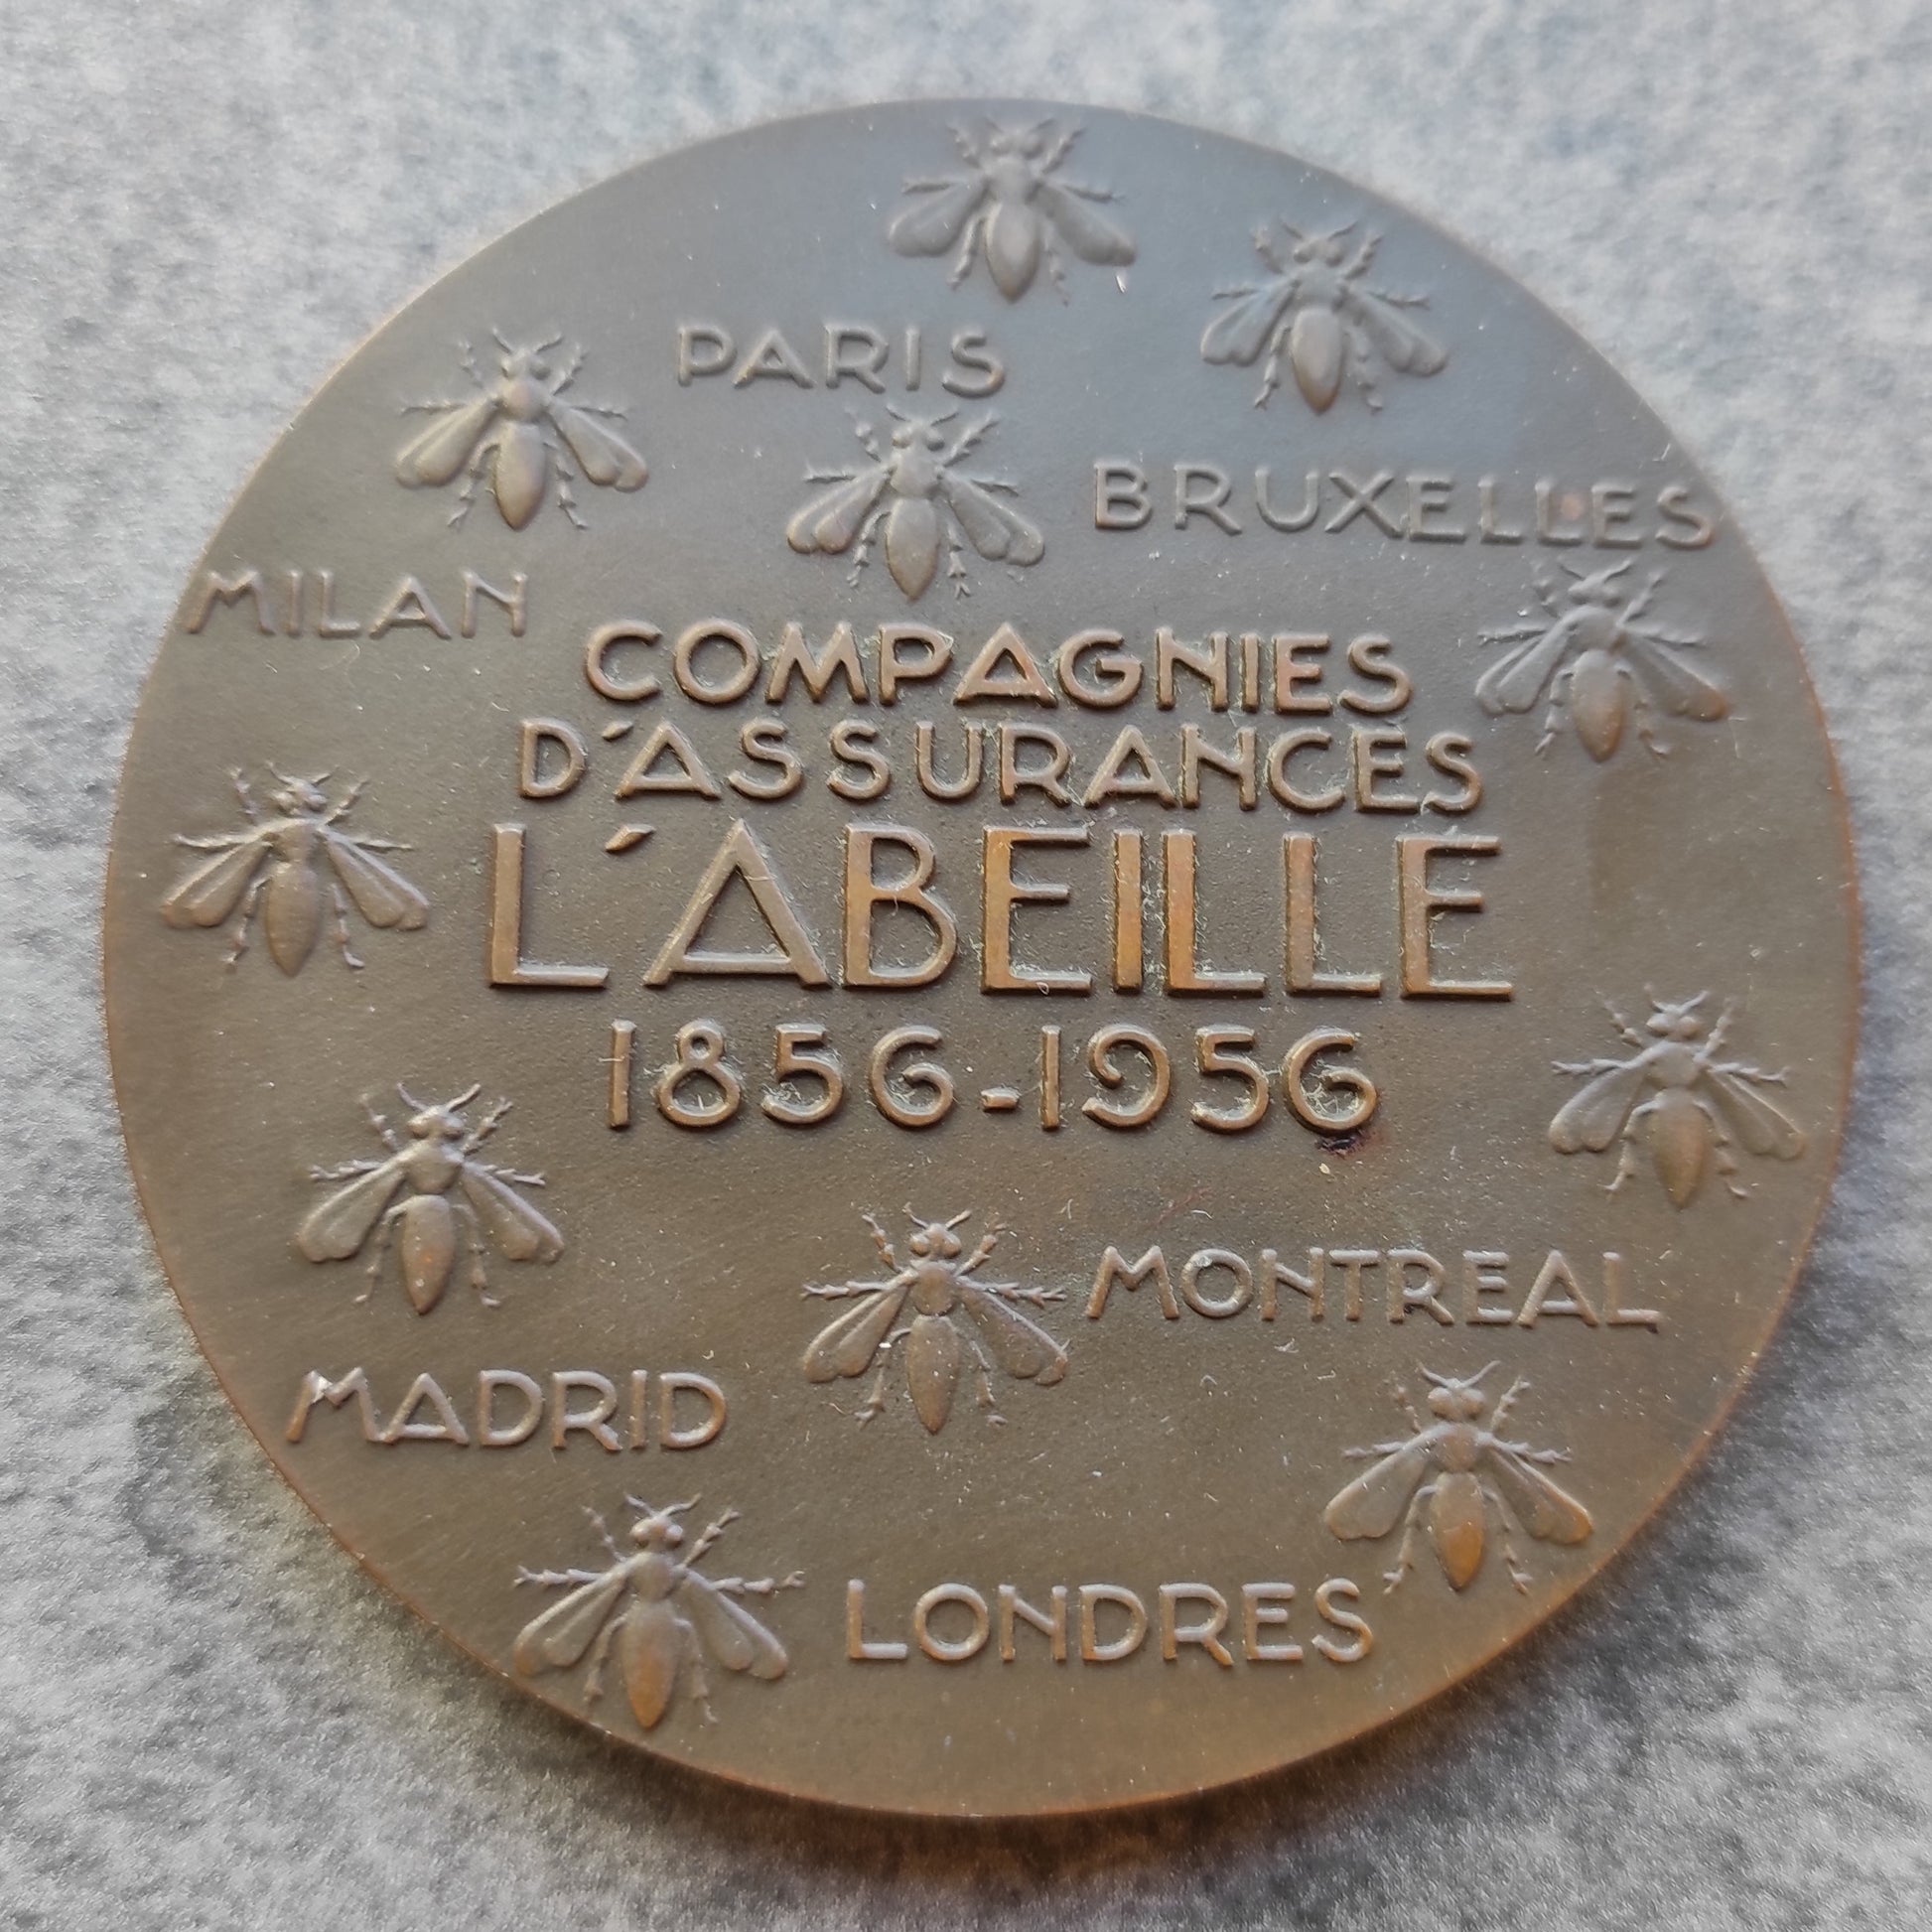 PARIS
BRUXELLES
MILAN
COMPAGNIES
D'ASSURANCES
L'ABEILLE
1856-1956
MONTREAL
MADRID
LONDRES